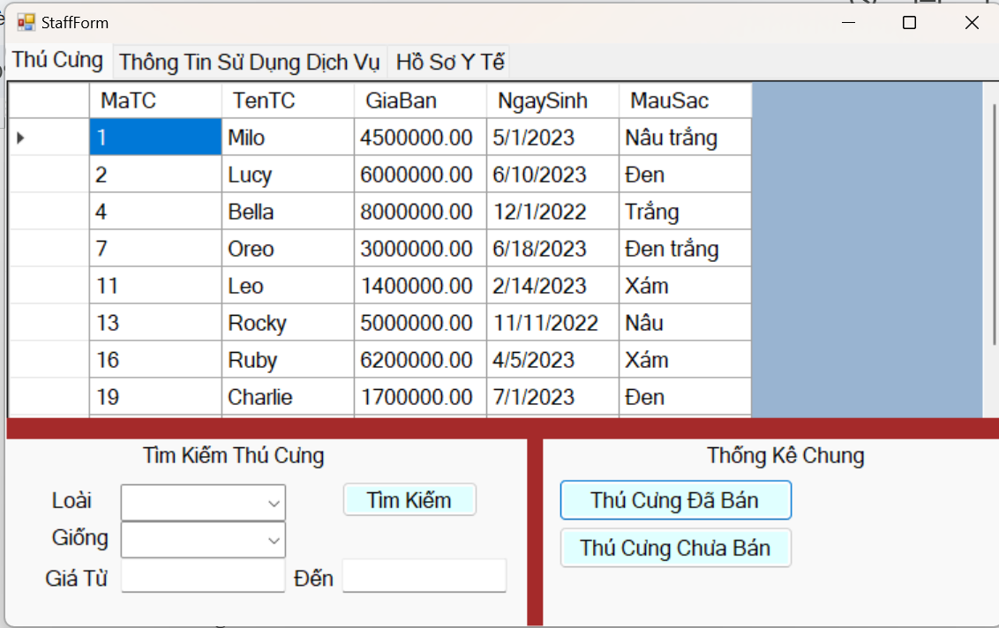 StaffForm
Thú Cưng Thông Tin Sử Dụng Dịch Vụ Hồ Sơ Y Tế
MaTC TenTC GiaBan NgaySinh MauSac
1 Milo 4500000.00 5/1/2023 Nâu trắng
2 Lucy 6000000.00 6/10/2023 Đen
4 Bella 8000000.00 12/1/2022 Trắng
7 Oreo 3000000.00 6/18/2023 Đen trắng
11 Leo 1400000.00 2/14/2023 Xám
13 Rocky 5000000.00 11/11/2022 Nâu
16 Ruby 6200000.00 4/5/2023 Xám
19 Charlie 1700000.00 7/1/2023 Đen
Tìm Kiếm Thú Cưng
Loài Tìm Kiếm
Giống
Giá Từ Đến
Thống Kê Chung
Thú Cưng Đã Bán
Thú Cưng Chưa Bán